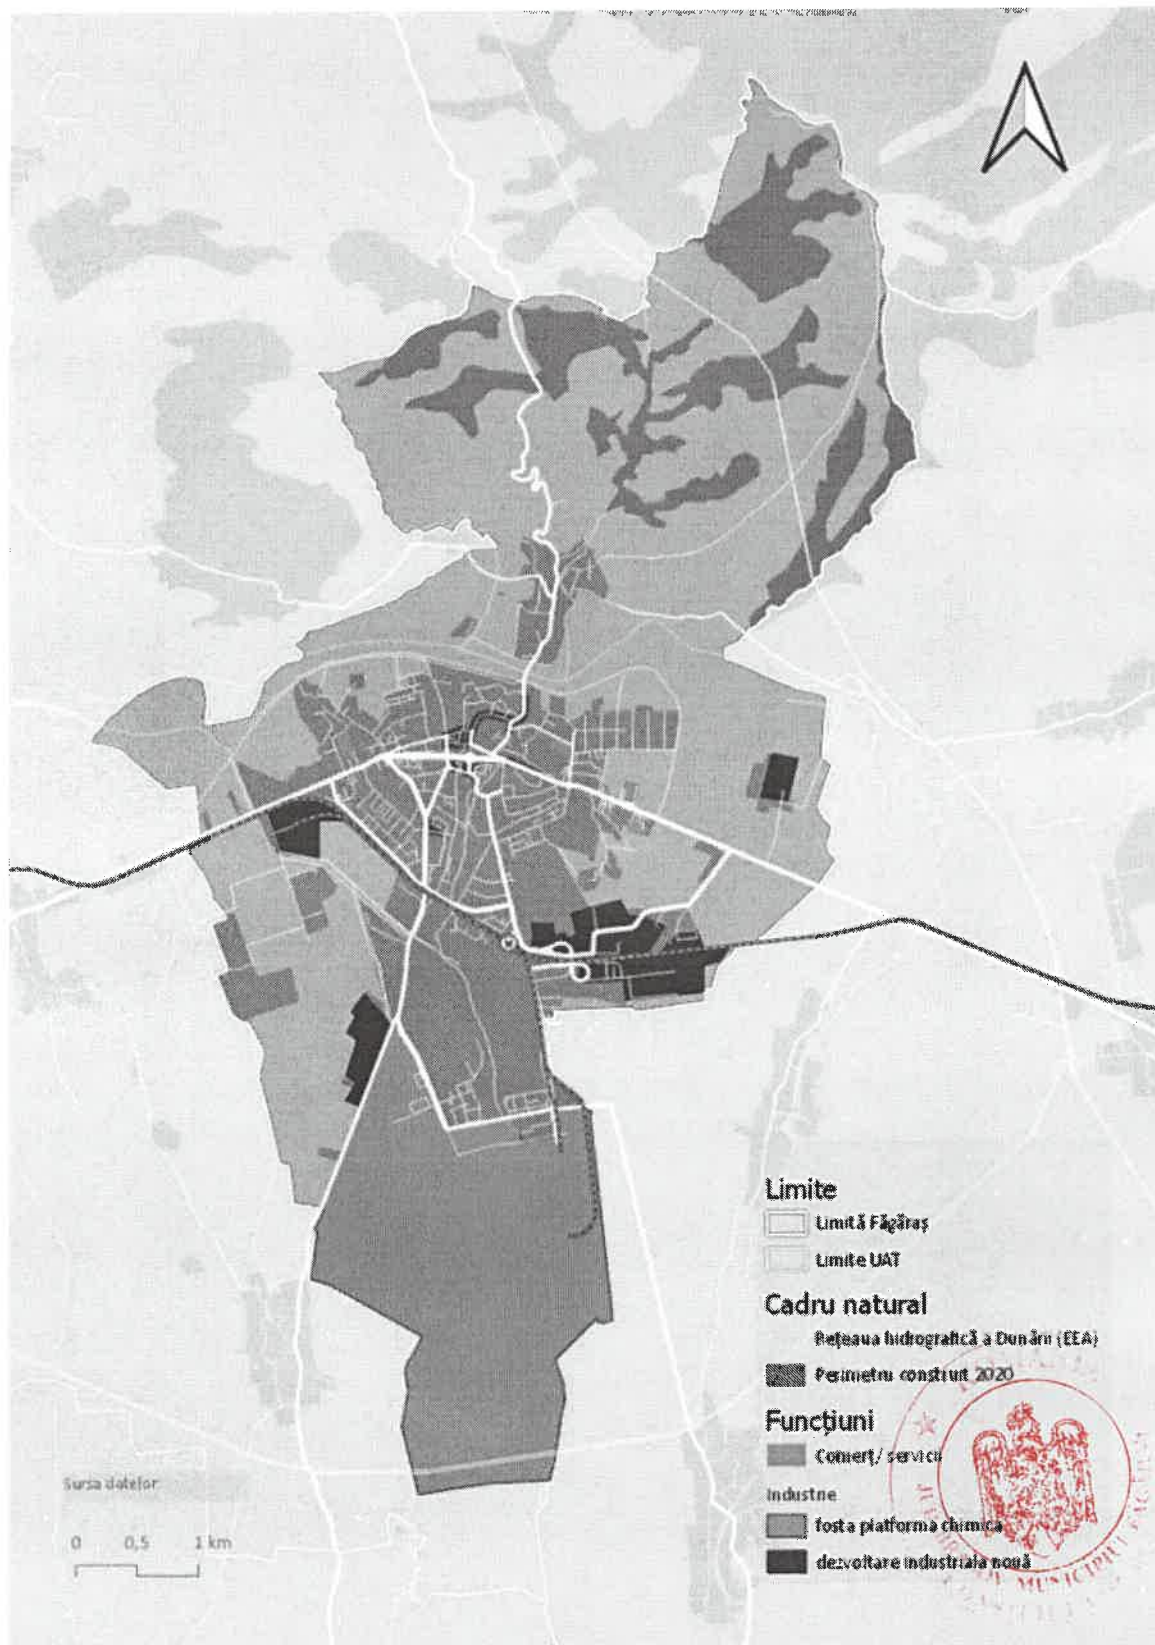 Limite
Limită Făgăraș
Limite UAT
Cadru natural
Rețeaua hidrografică a Dunării (EEA)
Perimetru construit 2020
Funcțiuni
Comerț/ servicii
Industrie
fosta platforma chimica
dezvoltare industriala nouă
Sursa datelor
0 0,5 1 km
MUNICIPIUL